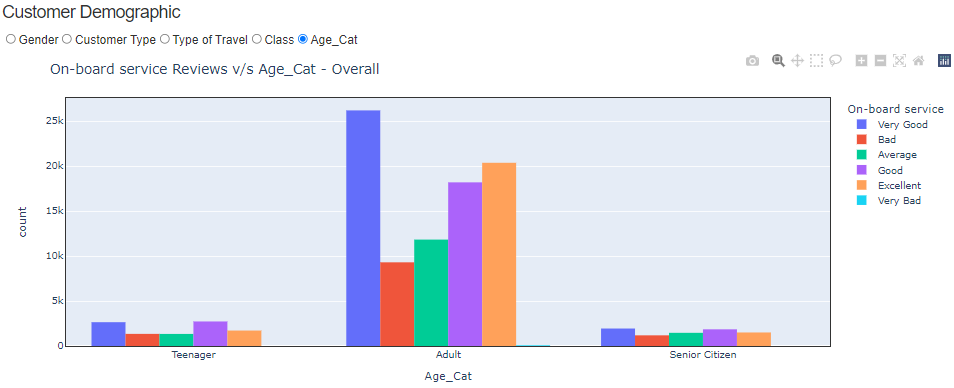 Customer Demographic
Gender Customer Type Type of Travel Class Age_Cat
On-board service Reviews v/s Age_Cat - Overall
On-board service
Very Good
Bad
Average
Good
Excellent
Very Bad
25k
20k
15k
10k
5k
0
count
Teenager Adult Senior Citizen
Age_Cat